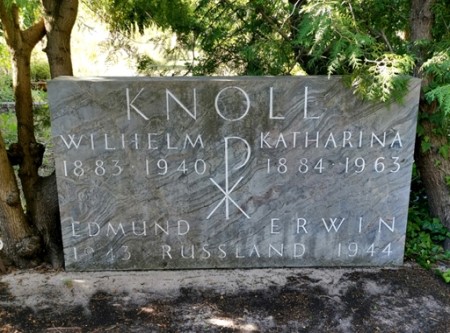 KNOLL
WILHELM KATHARINA
1883 1940 1884-1963
EDMUND ERWIN
1943 RUSSLAND 1944